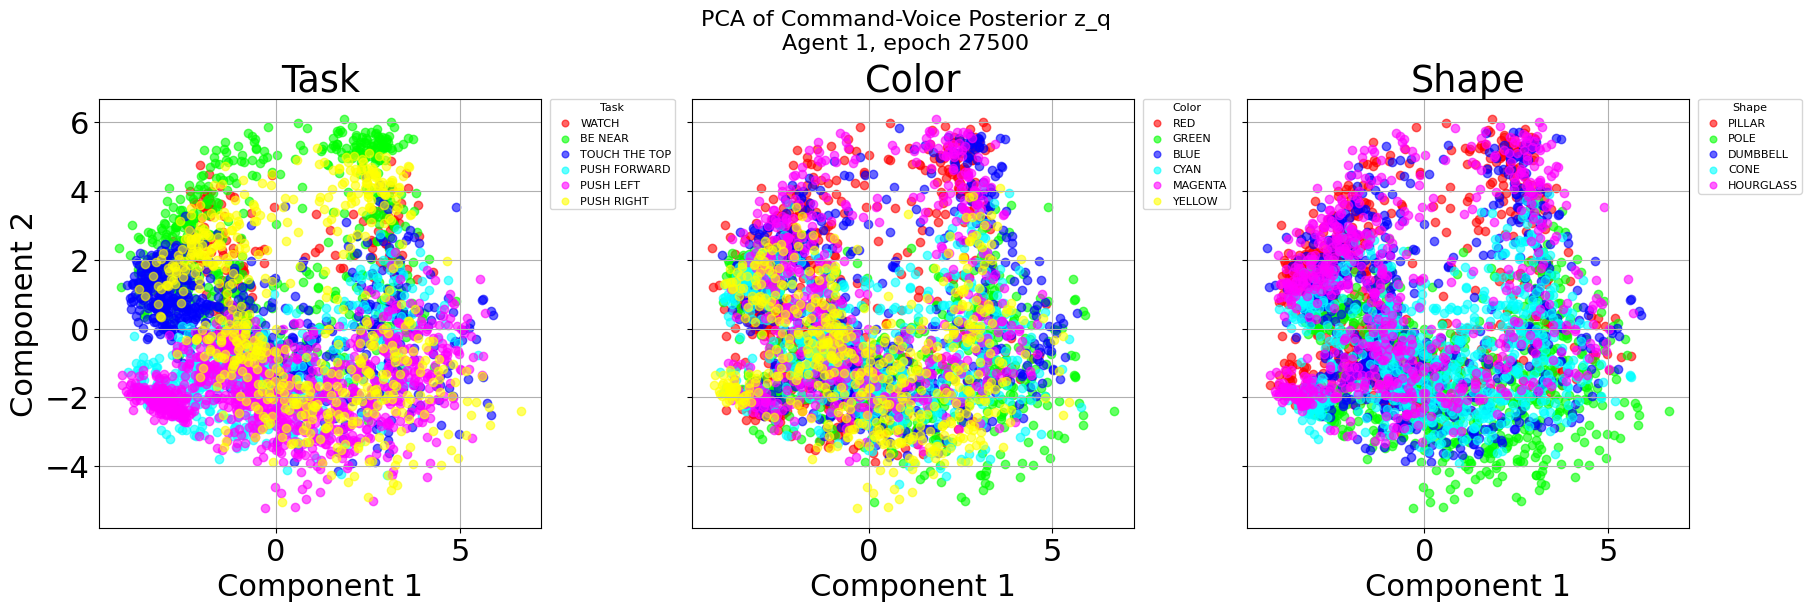 PCA of Command-Voice Posterior z_q
Agent 1, epoch 27500
Task
Component 2
6
4
2
0
−2
−4
0
5
Component 1
Task
WATCH
BE NEAR
TOUCH THE TOP
PUSH FORWARD
PUSH LEFT
PUSH RIGHT
Color
0
5
Component 1
Color
RED
GREEN
BLUE
CYAN
MAGENTA
YELLOW
Shape
0
5
Component 1
Shape
PILLAR
POLE
DUMBBELL
CONE
HOURGLASS